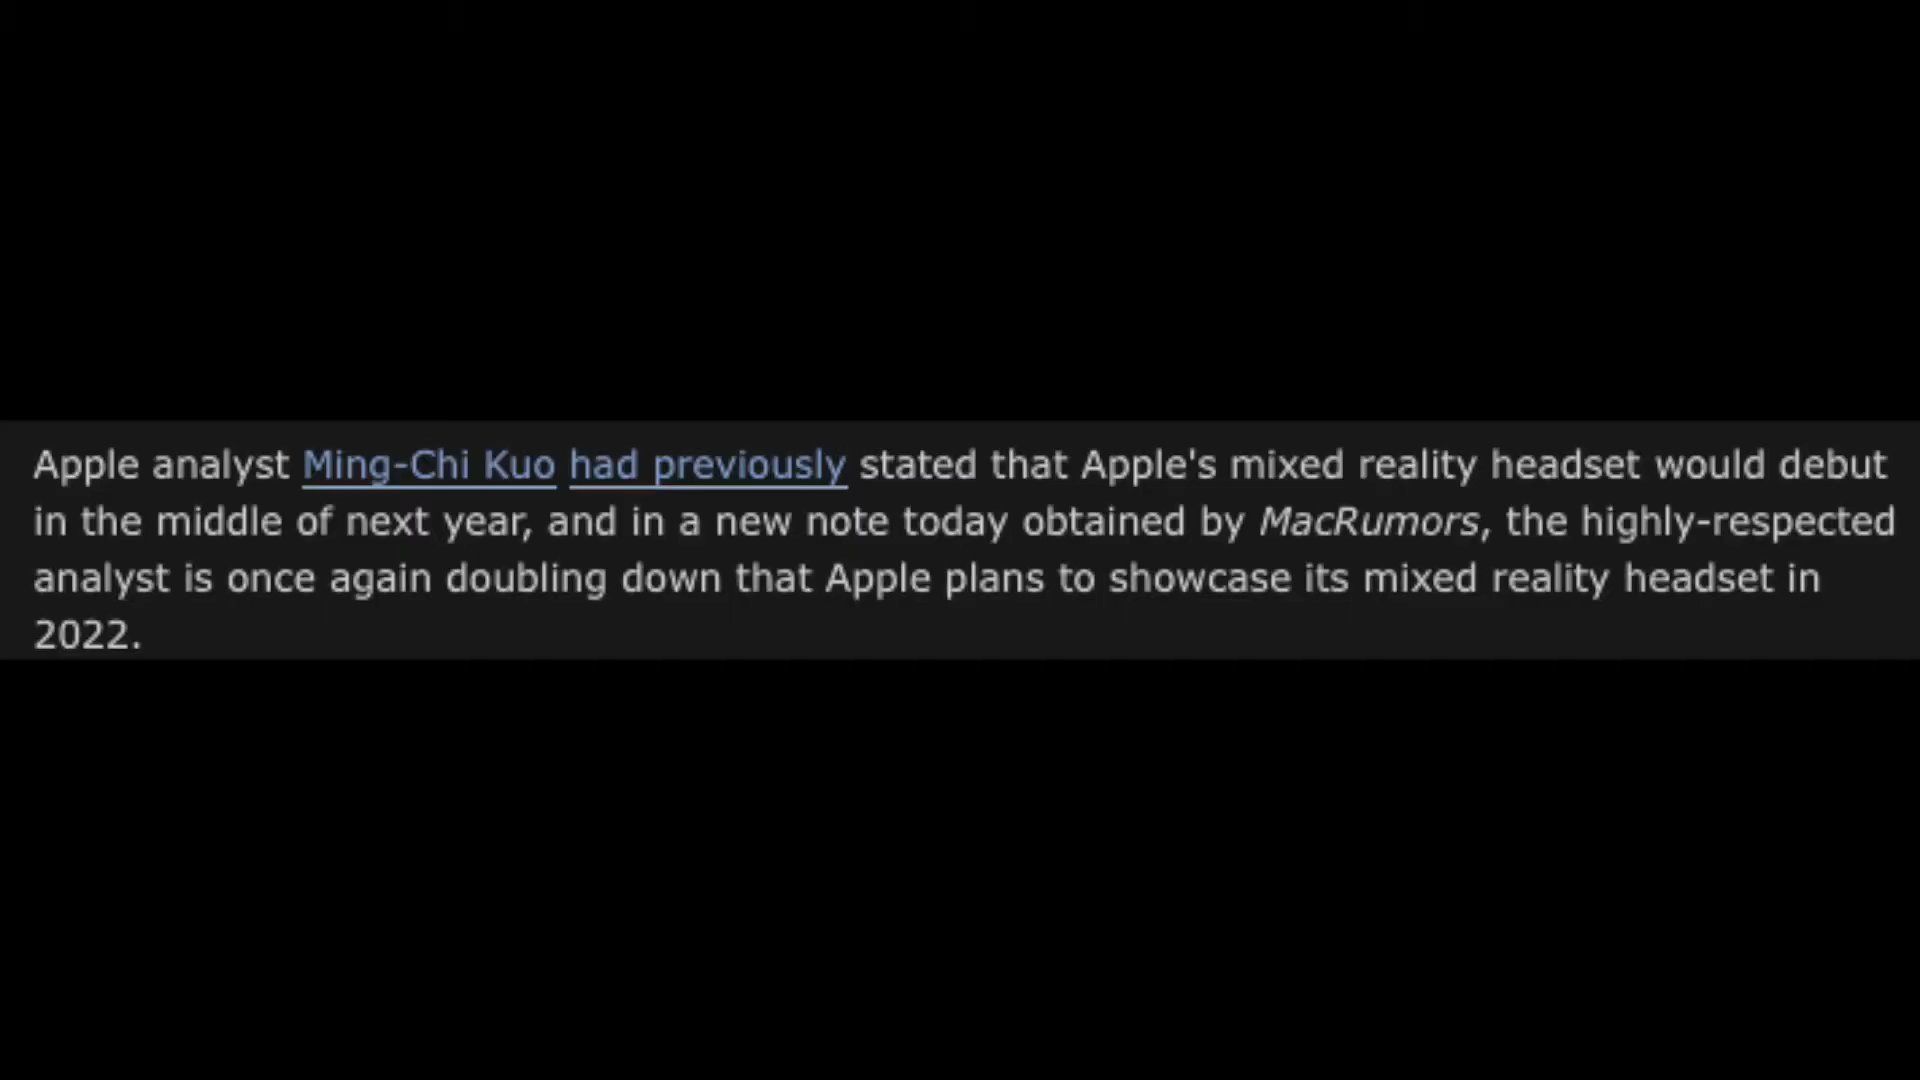 Apple analyst Ming-Chi Kuo had previously stated that Apple's mixed reality headset would debut
in the middle of next year, and in a new note today obtained by MacRumors, the highly-respected
analyst is once again doubling down that Apple plans to showcase its mixed reality headset in
2022.